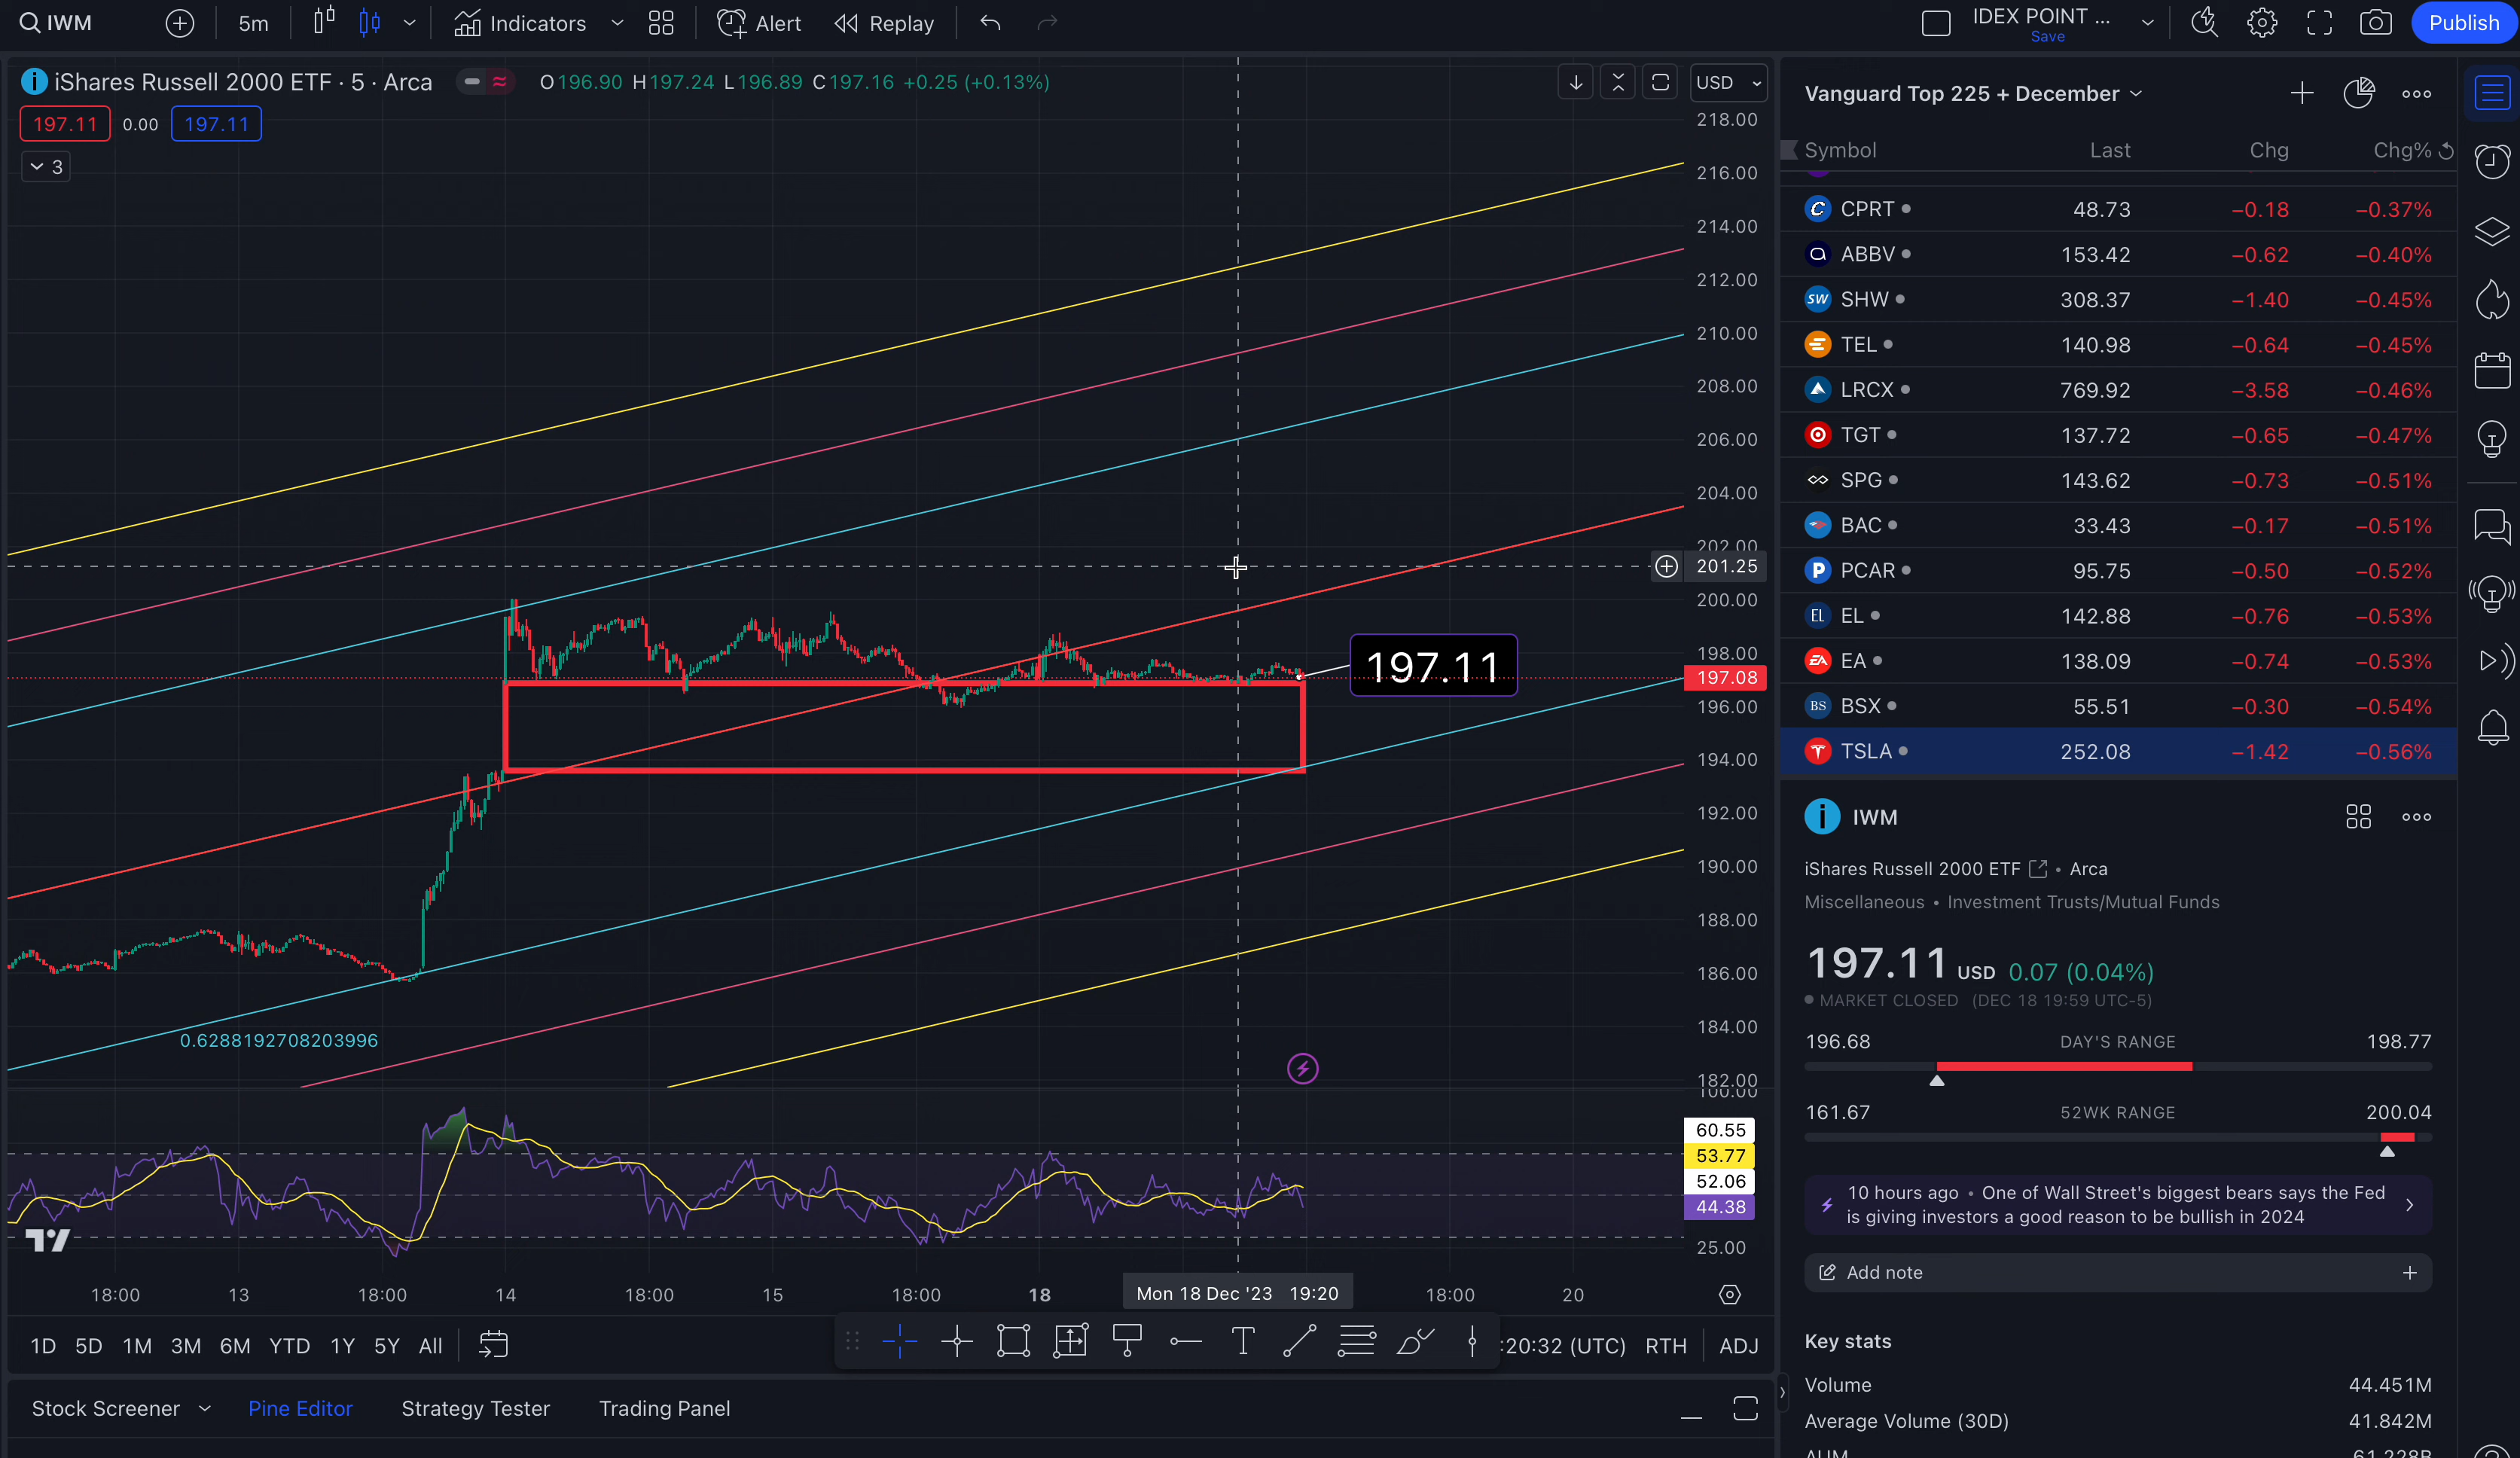 IWM
5m
Indicators
Alert
Replay
IDEX POINT ...
Save
Publish
iShares Russell 2000 ETF · 5 · Arca
O196.90 H197.24 L196.89 C197.16 +0.25 (+0.13%)
USD
197.11 0.00 197.11
3
218.00
216.00
214.00
212.00
210.00
208.00
206.00
204.00
202.00
201.25
200.00
198.00
197.08
196.00
194.00
192.00
190.00
188.00
186.00
184.00
182.00
197.11
0.6288192708203996
100.00
60.55
53.77
52.06
44.38
25.00
18:00 13 18:00 14 18:00 15 18:00 18 Mon 18 Dec '23 19:20 18:00 20
1D 5D 1M 3M 6M YTD 1Y 5Y All
:20:32 (UTC) RTH ADJ
Stock Screener Pine Editor Strategy Tester Trading Panel
Vanguard Top 225 + December
Symbol Last Chg Chg%
CPRT 48.73 −0.18 −0.37%
ABBV 153.42 −0.62 −0.40%
SW SHW 308.37 −1.40 −0.45%
TEL 140.98 −0.64 −0.45%
LRCX 769.92 −3.58 −0.46%
TGT 137.72 −0.65 −0.47%
SPG 143.62 −0.73 −0.51%
BAC 33.43 −0.17 −0.51%
P PCAR 95.75 −0.50 −0.52%
EL EL 142.88 −0.76 −0.53%
EA EA 138.09 −0.74 −0.53%
BS BSX 55.51 −0.30 −0.54%
TSLA 252.08 −1.42 −0.56%
IWM
iShares Russell 2000 ETF • Arca
Miscellaneous • Investment Trusts/Mutual Funds
197.11 USD 0.07 (0.04%)
MARKET CLOSED (DEC 18 19:59 UTC-5)
196.68 DAY'S RANGE 198.77
161.67 52WK RANGE 200.04
10 hours ago • One of Wall Street's biggest bears says the Fed
is giving investors a good reason to be bullish in 2024
Add note
Key stats
Volume 44.451M
Average Volume (30D) 41.842M
AUM 61.228B